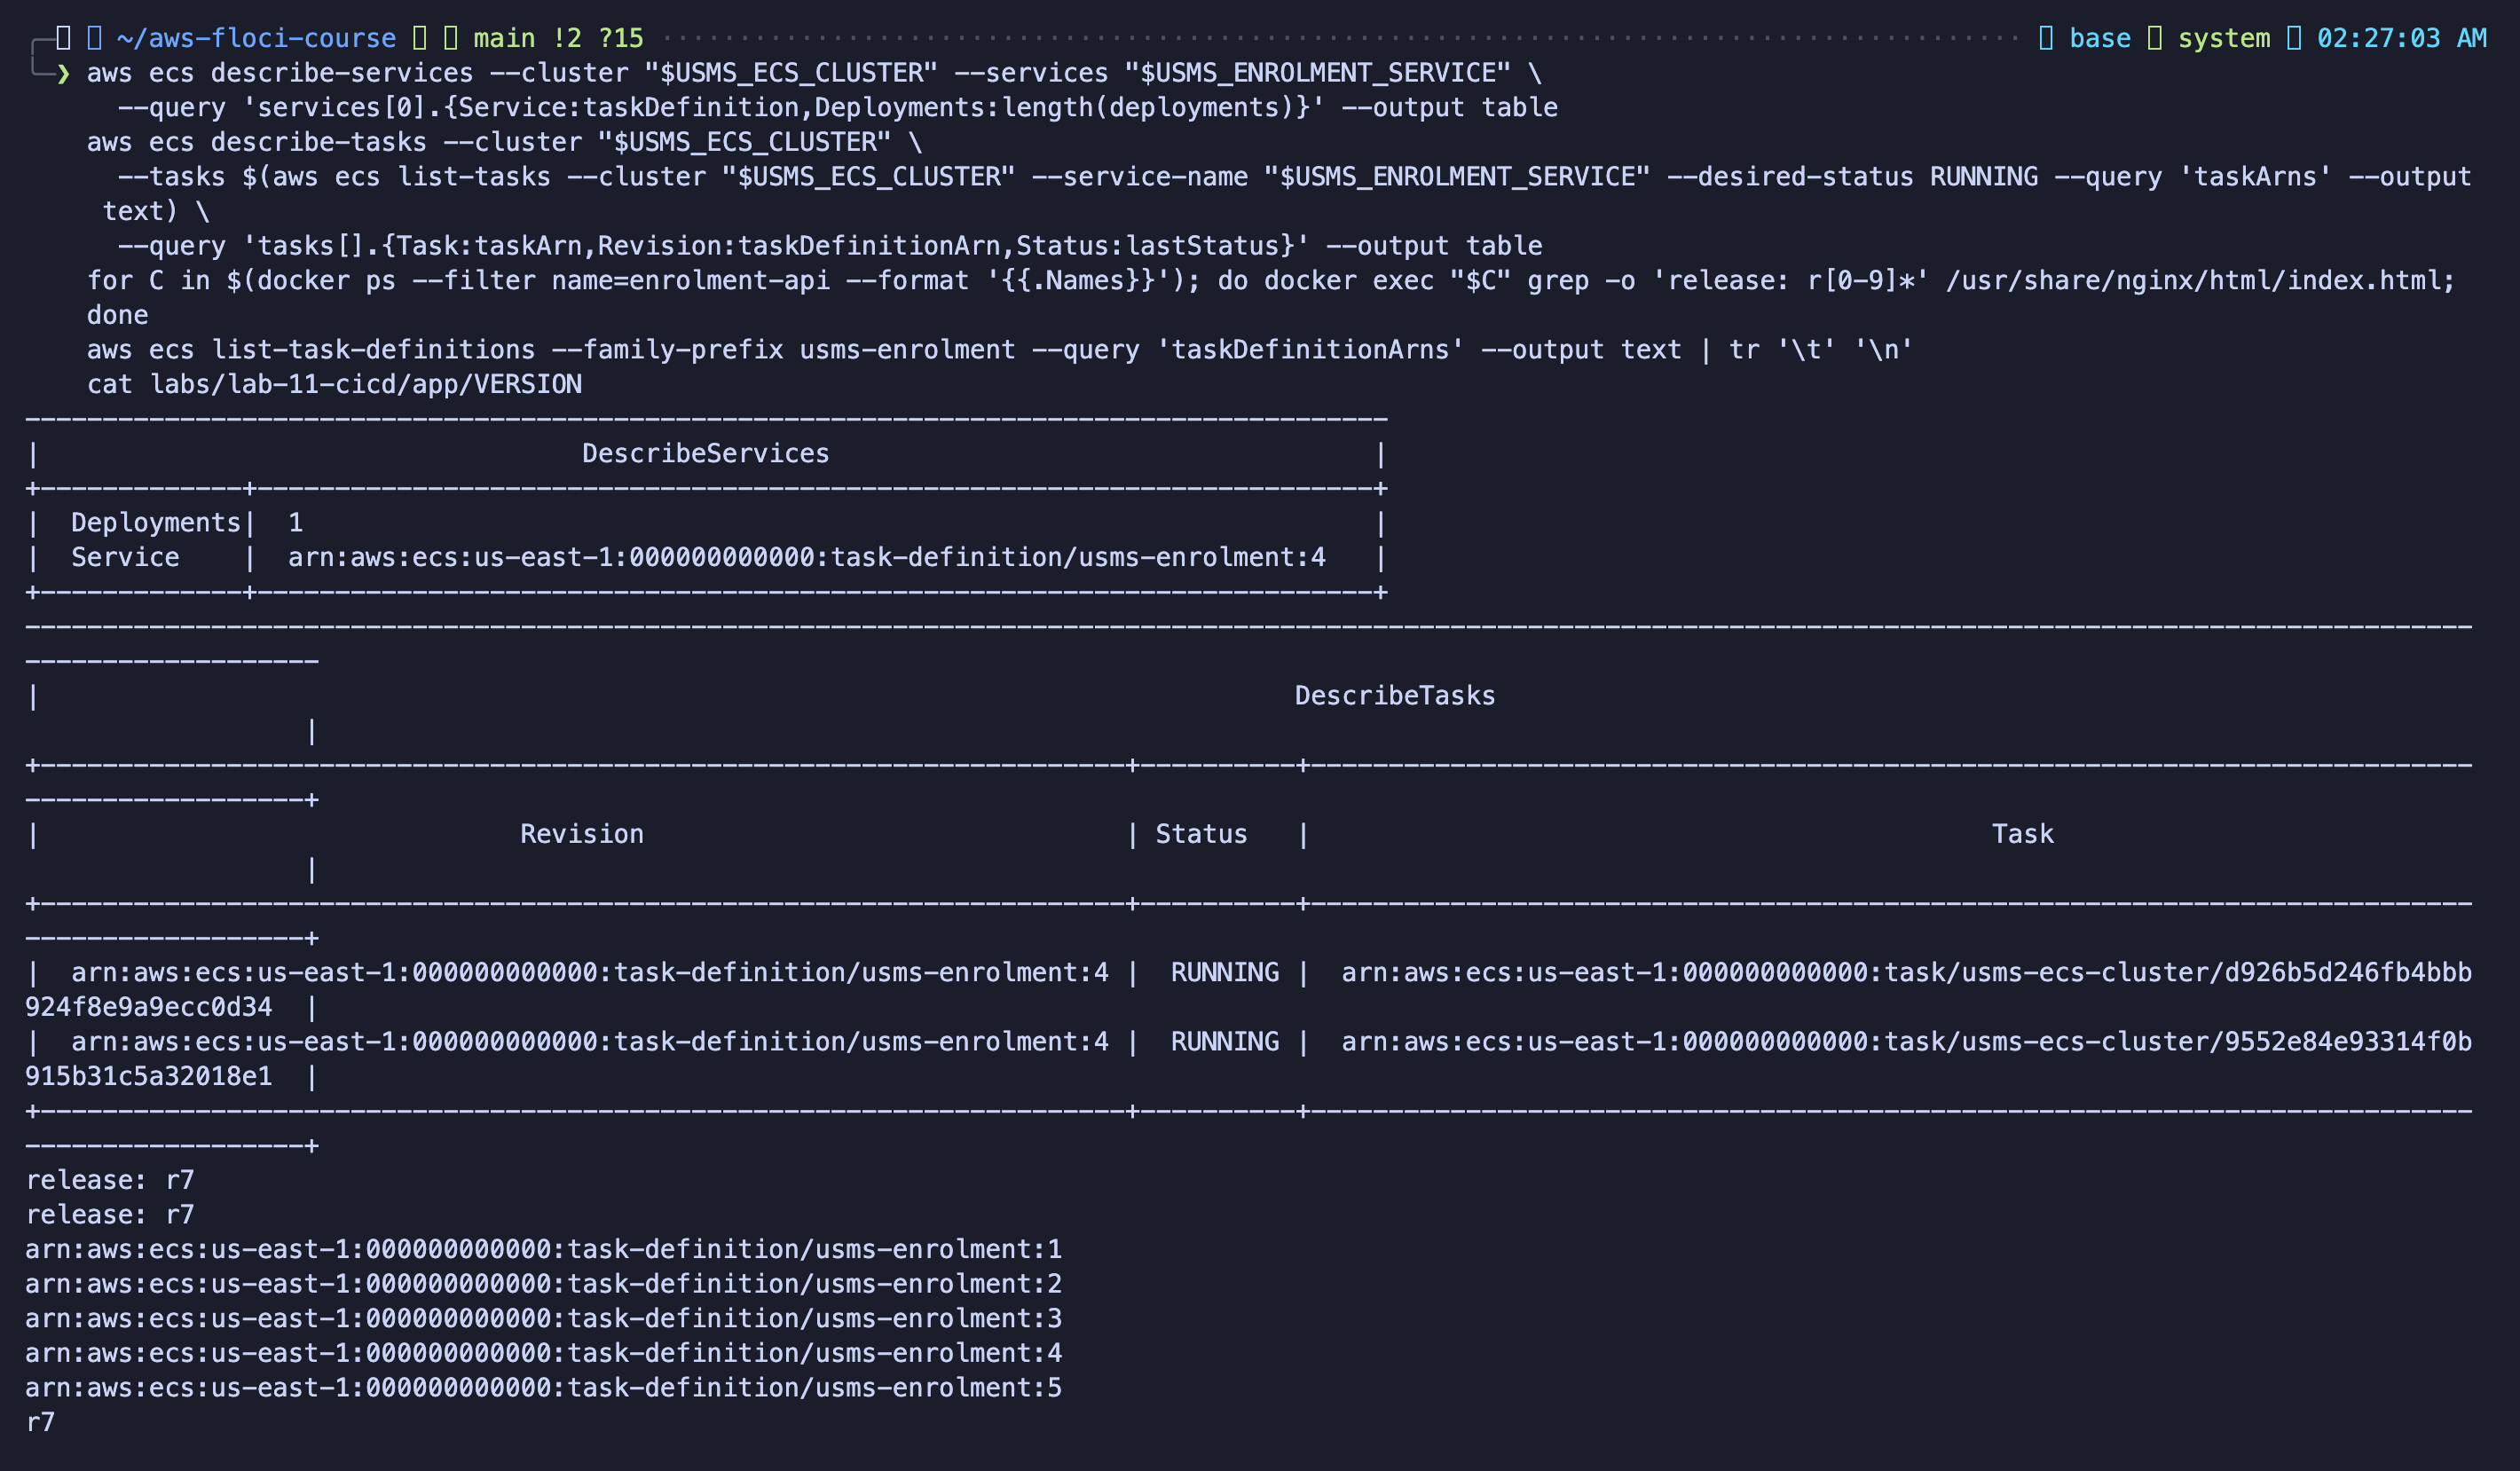 ~/aws-floci-course main !2 ?15 base system 02:27:03 AM
❯ aws ecs describe-services --cluster "$USMS_ECS_CLUSTER" --services "$USMS_ENROLMENT_SERVICE" \
--query 'services[0].{Service:taskDefinition,Deployments:length(deployments)}' --output table
aws ecs describe-tasks --cluster "$USMS_ECS_CLUSTER" \
--tasks $(aws ecs list-tasks --cluster "$USMS_ECS_CLUSTER" --service-name "$USMS_ENROLMENT_SERVICE" --desired-status RUNNING --query 'taskArns' --output
text) \
--query 'tasks[].{Task:taskArn,Revision:taskDefinitionArn,Status:lastStatus}' --output table
for C in $(docker ps --filter name=enrolment-api --format '{{.Names}}'); do docker exec "$C" grep -o 'release: r[0-9]*' /usr/share/nginx/html/index.html;
done
aws ecs list-task-definitions --family-prefix usms-enrolment --query 'taskDefinitionArns' --output text | tr '\t' '\n'
cat labs/lab-11-cicd/app/VERSION
| DescribeServices |
| Deployments| 1 |
| Service | arn:aws:ecs:us-east-1:000000000000:task-definition/usms-enrolment:4 |
| DescribeTasks
|
| Revision | Status | Task
|
| arn:aws:ecs:us-east-1:000000000000:task-definition/usms-enrolment:4 | RUNNING | arn:aws:ecs:us-east-1:000000000000:task/usms-ecs-cluster/d926b5d246fb4bbb
924f8e9a9ecc0d34 |
| arn:aws:ecs:us-east-1:000000000000:task-definition/usms-enrolment:4 | RUNNING | arn:aws:ecs:us-east-1:000000000000:task/usms-ecs-cluster/9552e84e93314f0b
915b31c5a32018e1 |
release: r7
release: r7
arn:aws:ecs:us-east-1:000000000000:task-definition/usms-enrolment:1
arn:aws:ecs:us-east-1:000000000000:task-definition/usms-enrolment:2
arn:aws:ecs:us-east-1:000000000000:task-definition/usms-enrolment:3
arn:aws:ecs:us-east-1:000000000000:task-definition/usms-enrolment:4
arn:aws:ecs:us-east-1:000000000000:task-definition/usms-enrolment:5
r7